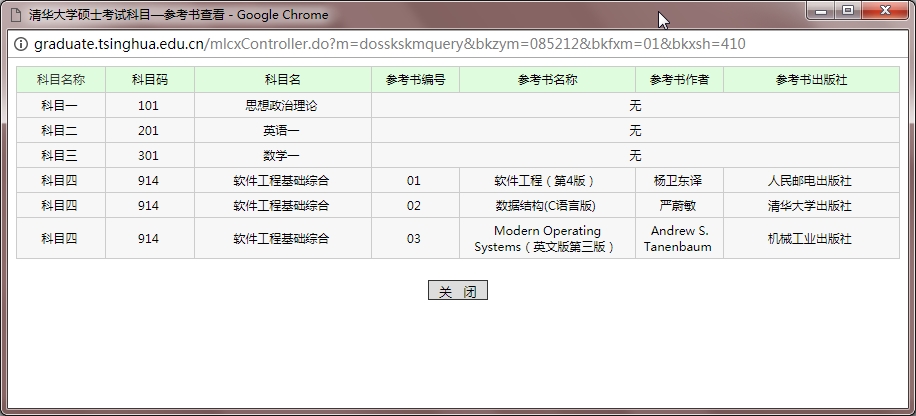 清华大学硕士考试科目—参考书查看 - Google Chrome
graduate.tsinghua.edu.cn/mlcxController.do?m=dosskskmquery&bkzym=085212&bkfxm=01&bkxsh=410
科目名称 科目码 科目名 参考书编号 参考书名称 参考书作者 参考书出版社
科目一 101 思想政治理论 无
科目二 201 英语一 无
科目三 301 数学一 无
科目四 914 软件工程基础综合 01 软件工程（第4版） 杨卫东译 人民邮电出版社
科目四 914 软件工程基础综合 02 数据结构(C语言版) 严蔚敏 清华大学出版社
科目四 914 软件工程基础综合 03 Modern Operating Systems（英文版第三版） Andrew S. Tanenbaum 机械工业出版社
关 闭